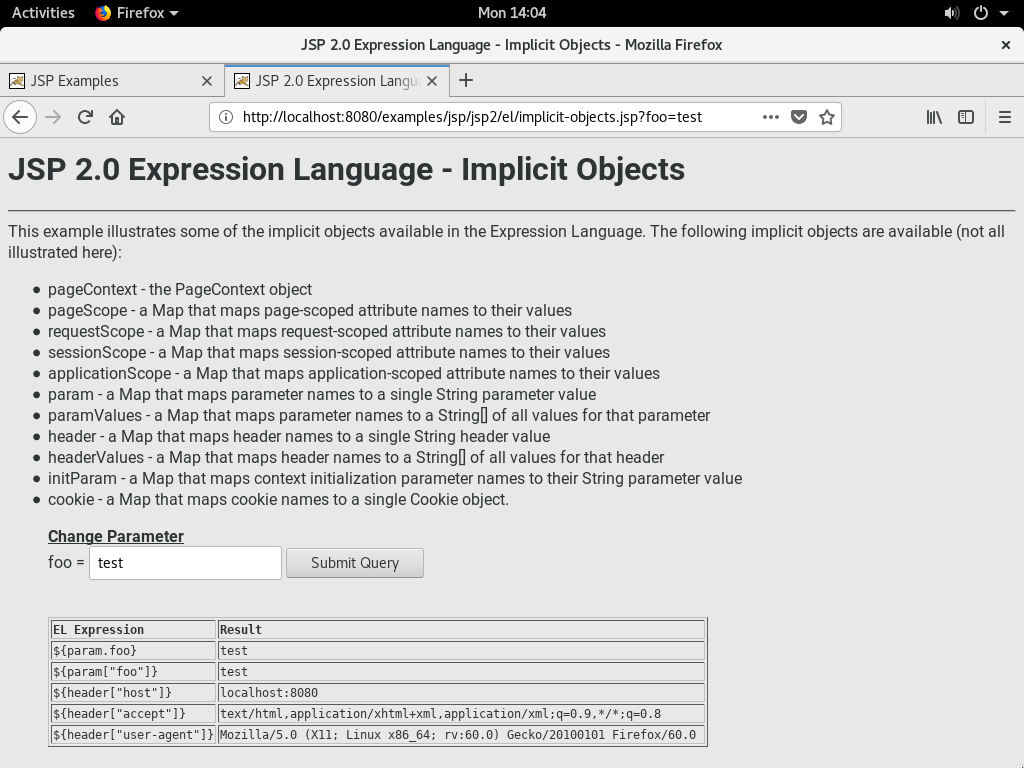 Activities Firefox Mon 14:04
JSP 2.0 Expression Language - Implicit Objects - Mozilla Firefox
JSP Examples JSP 2.0 Expression Langu
http://localhost:8080/examples/jsp/jsp2/el/implicit-objects.jsp?foo=test
JSP 2.0 Expression Language - Implicit Objects
This example illustrates some of the implicit objects available in the Expression Language. The following implicit objects are available (not all
illustrated here):
pageContext - the PageContext object
pageScope - a Map that maps page-scoped attribute names to their values
requestScope - a Map that maps request-scoped attribute names to their values
sessionScope - a Map that maps session-scoped attribute names to their values
applicationScope - a Map that maps application-scoped attribute names to their values
param - a Map that maps parameter names to a single String parameter value
paramValues - a Map that maps parameter names to a String[] of all values for that parameter
header - a Map that maps header names to a single String header value
headerValues - a Map that maps header names to a String[] of all values for that header
initParam - a Map that maps context initialization parameter names to their String parameter value
cookie - a Map that maps cookie names to a single Cookie object.
Change Parameter
foo = test Submit Query
EL Expression Result
${param.foo} test
${param["foo"]} test
${header["host"]} localhost:8080
${header["accept"]} text/html,application/xhtml+xml,application/xml;q=0.9,*/*;q=0.8
${header["user-agent"]} Mozilla/5.0 (X11; Linux x86_64; rv:60.0) Gecko/20100101 Firefox/60.0